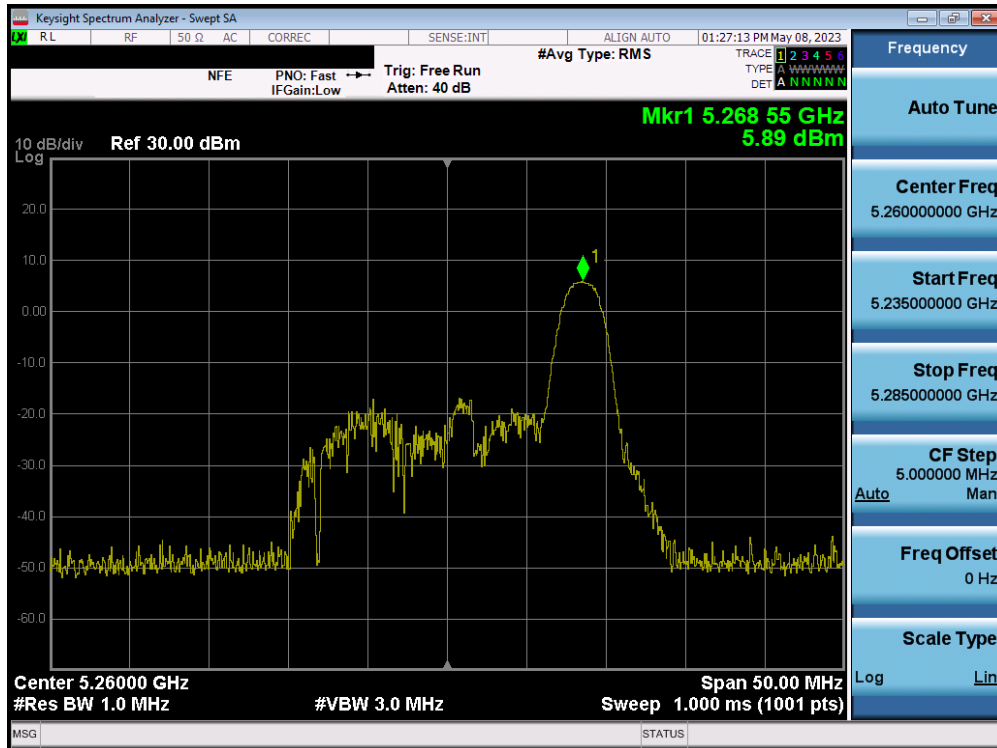 Keysight Spectrum Analyzer - Swept SA
LXI RL RF 50 Ω AC CORREC SENSE:INT ALIGN AUTO 01:27:13 PM May 08, 2023
NFE PNO: Fast Trig: Free Run #Avg Type: RMS TRACE 1 2 3 4 5 6
IFGain:Low Atten: 40 dB TYPE A WWWWW
DET A N N N N N
Mkr1 5.268 55 GHz
5.89 dBm
10 dB/div Ref 30.00 dBm
Log
1
20.0
10.0
0.00
-10.0
-20.0
-30.0
-40.0
-50.0
-60.0
Center 5.26000 GHz Span 50.00 MHz
#Res BW 1.0 MHz #VBW 3.0 MHz Sweep 1.000 ms (1001 pts)
MSG STATUS
Frequency
Auto Tune
Center Freq
5.260000000 GHz
Start Freq
5.235000000 GHz
Stop Freq
5.285000000 GHz
CF Step
5.000000 MHz
Auto Man
Freq Offset
0 Hz
Scale Type
Log Lin